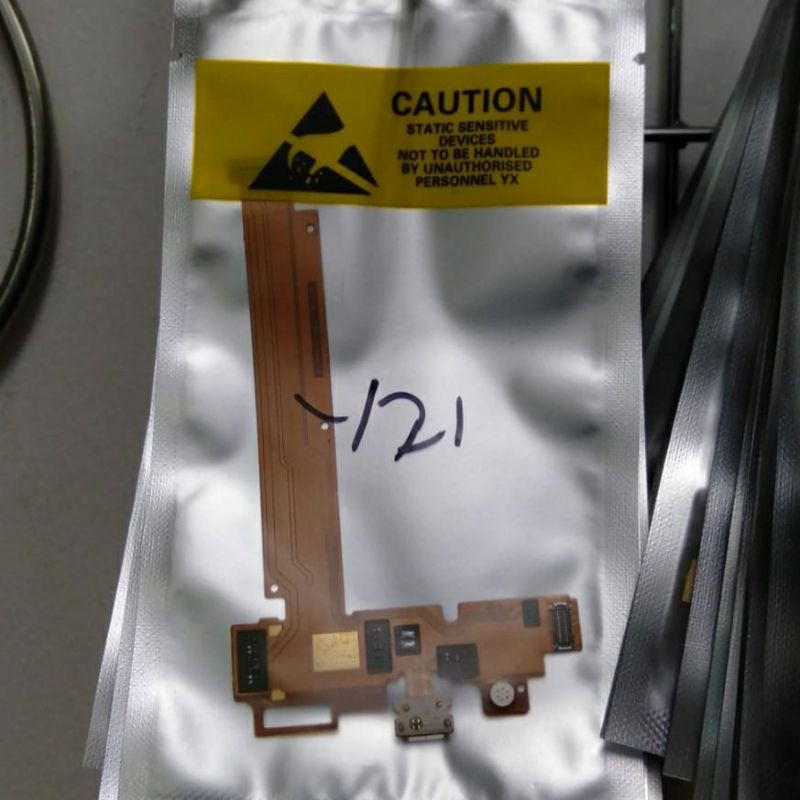 CAUTION
STATIC SENSITIVE
DEVICES
NOT TO BE HANDLED
BY UNAUTHORISED
PERSONNEL YX
Y21